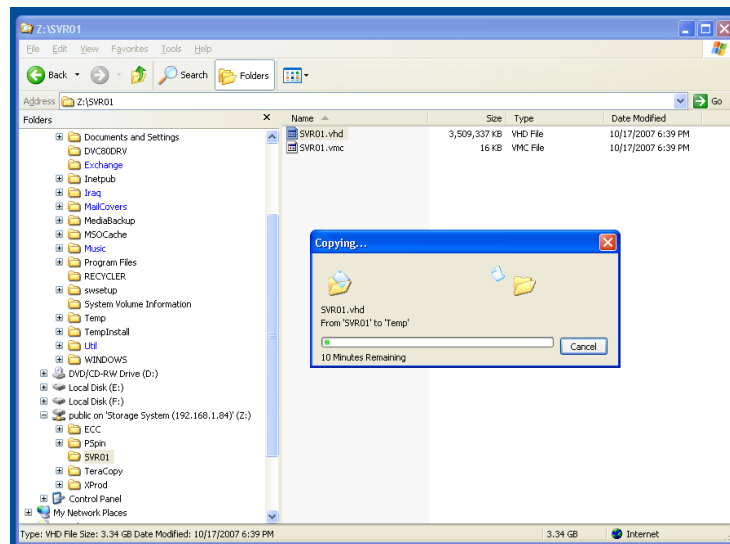 Z:\SVR01
File Edit View Favorites Tools Help
Back Search Folders
Address Z:\SVR01 Go
Folders x Name Size Type Date Modified
Documents and Settings
DVC80DRV
Exchange
Inetpub
Iraq
MailCovers
MediaBackup
MSOCache
Music
Program Files
RECYCLER
swsetup
System Volume Information
Temp
TempInstall
Util
WINDOWS
DVD/CD-RW Drive (D:)
Local Disk (E:)
Local Disk (F:)
public on 'Storage System (192.168.1.84)' (Z:)
ECC
PSpin
SVR01
TeraCopy
XProd
Control Panel
My Network Places
SVR01.vhd 3,509,337 KB VHD File 10/17/2007 6:39 PM
SVR01.vmc 16 KB VMC File 10/17/2007 6:39 PM
Copying...
SVR01.vhd
From 'SVR01' to 'Temp'
Cancel
10 Minutes Remaining
Type: VHD File Size: 3.34 GB Date Modified: 10/17/2007 6:39 PM 3.34 GB Internet